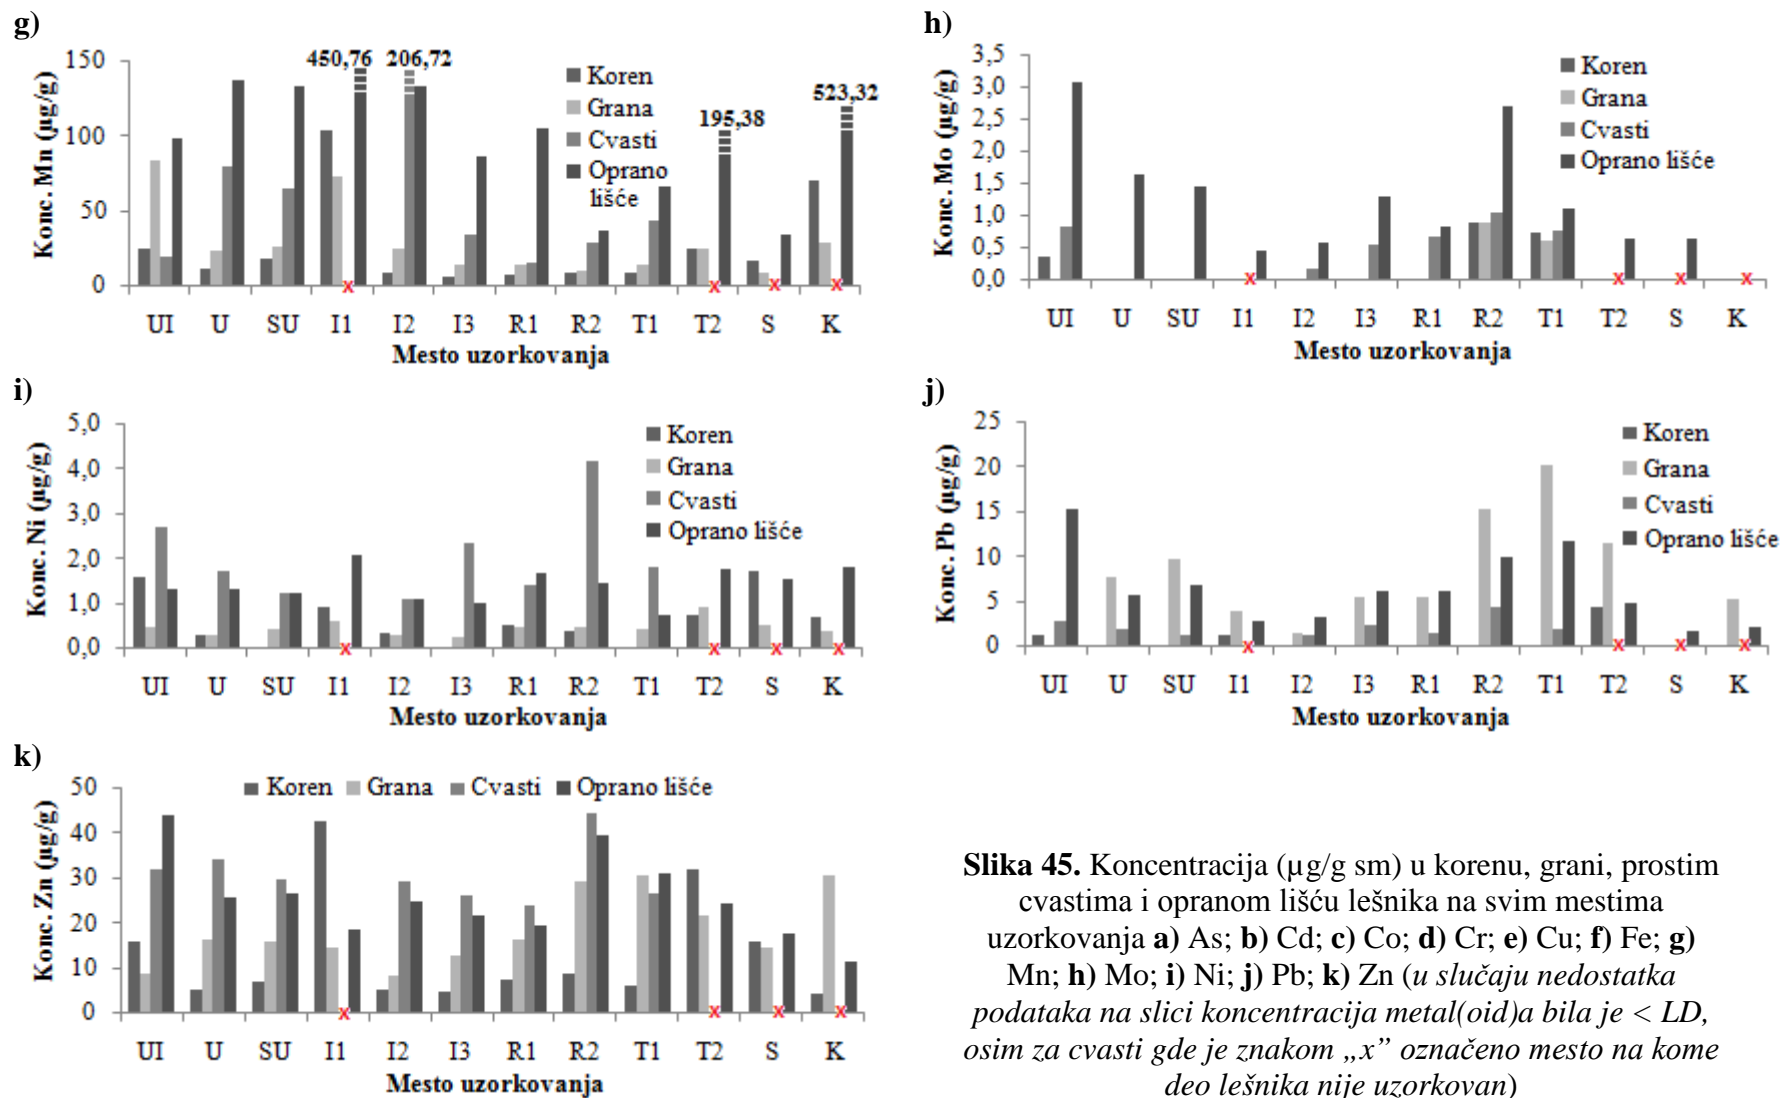 g)
150
100
50
0
Konc. Mn (µg/g)
450,76
206,72
195,38
523,32
Koren
Grana
Cvasti
Oprano
lišće
x x x x
UI U SU I1 I2 I3 R1 R2 T1 T2 S K
Mesto uzorkovanja
h)
3,5
3,0
2,5
2,0
1,5
1,0
0,5
0,0
Konc. Mo (µg/g)
Koren
Grana
Cvasti
Oprano lišće
x x x x
UI U SU I1 I2 I3 R1 R2 T1 T2 S K
Mesto uzorkovanja
i)
5,0
4,0
3,0
2,0
1,0
0,0
Konc. Ni (µg/g)
Koren
Grana
Cvasti
Oprano lišće
x x x x
UI U SU I1 I2 I3 R1 R2 T1 T2 S K
Mesto uzorkovanja
j)
25
20
15
10
5
0
Konc. Pb (µg/g)
Koren
Grana
Cvasti
Oprano lišće
x x x x
UI U SU I1 I2 I3 R1 R2 T1 T2 S K
Mesto uzorkovanja
k)
50
40
30
20
10
0
Konc. Zn (µg/g)
Koren Grana Cvasti Oprano lišće
x x x x
UI U SU I1 I2 I3 R1 R2 T1 T2 S K
Mesto uzorkovanja
Slika 45. Koncentracija (µg/g sm) u korenu, grani, prostim
cvastima i opranom lišću lešnika na svim mestima
uzorkovanja a) As; b) Cd; c) Co; d) Cr; e) Cu; f) Fe; g)
Mn; h) Mo; i) Ni; j) Pb; k) Zn (u slučaju nedostatka
podataka na slici koncentracija metal(oid)a bila je < LD,
osim za cvasti gde je znakom „x” označeno mesto na kome
deo lešnika nije uzorkovan)